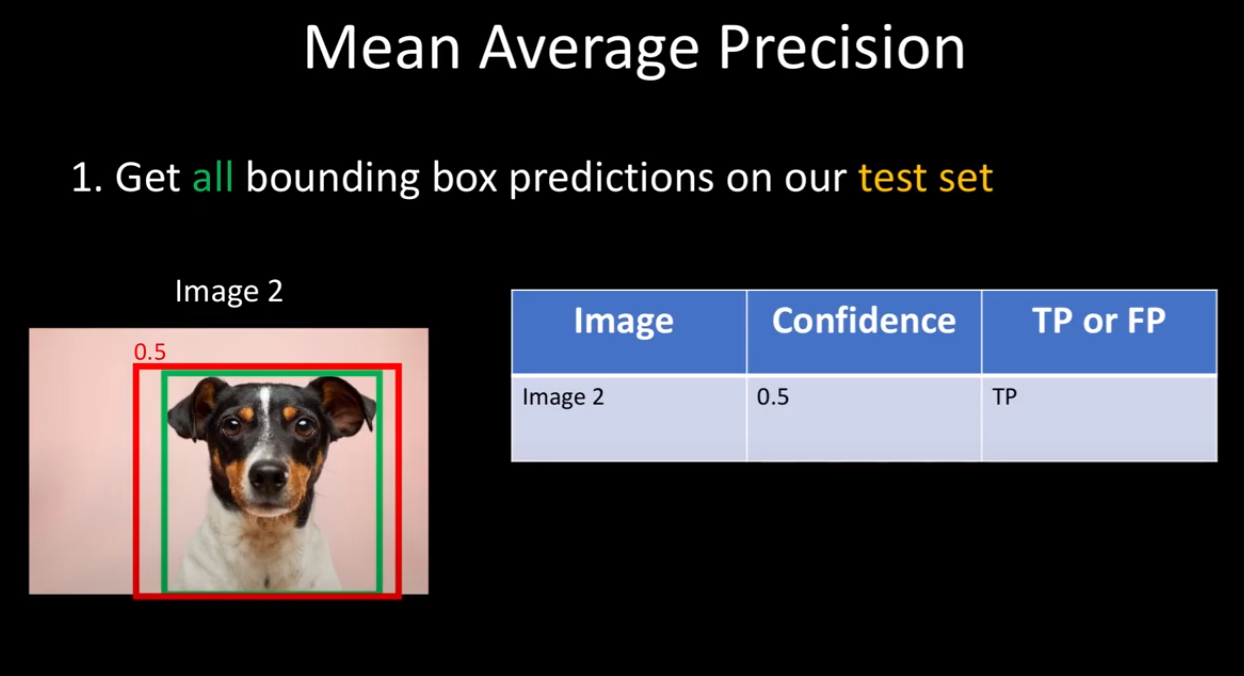 Mean Average Precision
1. Get all bounding box predictions on our test set
Image 2
0.5
Image Confidence TP or FP
Image 2 0.5 TP